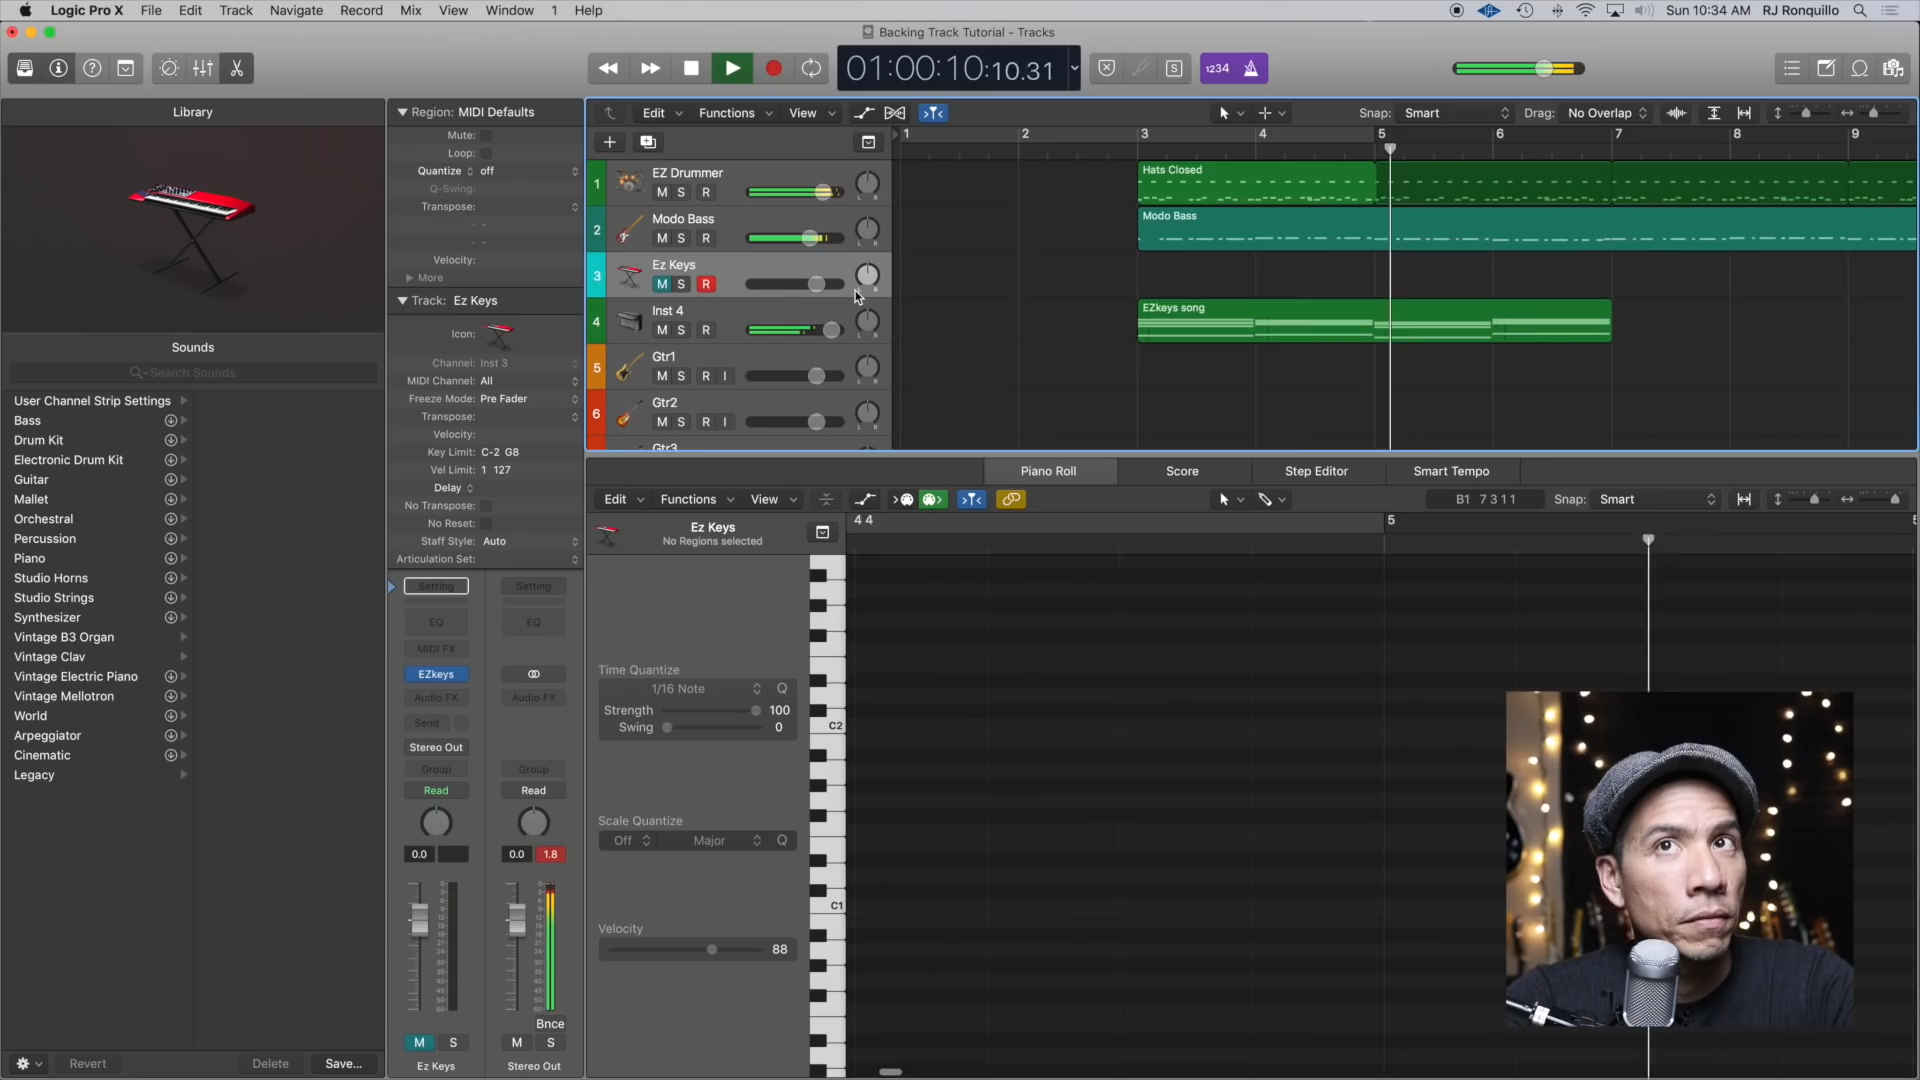 Logic Pro X File Edit Track Navigate Record Mix View Window 1 Help
Sun 10:34 AM RJ Ronquillo
Backing Track Tutorial - Tracks
01:00:10:10.31
S
1234
Library
Sounds
Search Sounds
User Channel Strip Settings
Bass
Drum Kit
Electronic Drum Kit
Guitar
Mallet
Orchestral
Percussion
Piano
Studio Horns
Studio Strings
Synthesizer
Vintage B3 Organ
Vintage Clav
Vintage Electric Piano
Vintage Mellotron
World
Arpeggiator
Cinematic
Legacy
Revert Delete Save...
Region: MIDI Defaults
Mute:
Loop:
Quantize off
Q-Swing:
Transpose:
Velocity:
More
Track: Ez Keys
Icon:
Channel: Inst 3
MIDI Channel: All
Freeze Mode: Pre Fader
Transpose:
Velocity:
Key Limit: C-2 G8
Vel Limit: 1 127
Delay
No Transpose:
No Reset:
Staff Style: Auto
Articulation Set:
Setting Setting
EQ EQ
MIDI FX
EZkeys
Audio FX Audio FX
Send
Stereo Out
Group Group
Read Read
0.0 0.0 1.8
Bnce
M S M S
Ez Keys Stereo Out
Edit Functions View
Snap: Smart Drag: No Overlap
1 2 3 4 5 6 7 8 9
1 EZ Drummer
M S R
2 Modo Bass
M S R
3 Ez Keys
M S R
4 Inst 4
M S R
5 Gtr1
M S R I
6 Gtr2
M S R I
Gtr3
Hats Closed
Modo Bass
EZkeys song
Piano Roll Score Step Editor Smart Tempo
Edit Functions View
B1 7 3 1 1 Snap: Smart
Ez Keys
No Regions selected
4 4 5
Time Quantize
1/16 Note Q
Strength 100
Swing 0
Scale Quantize
Off Major Q
Velocity
88
C2
C1